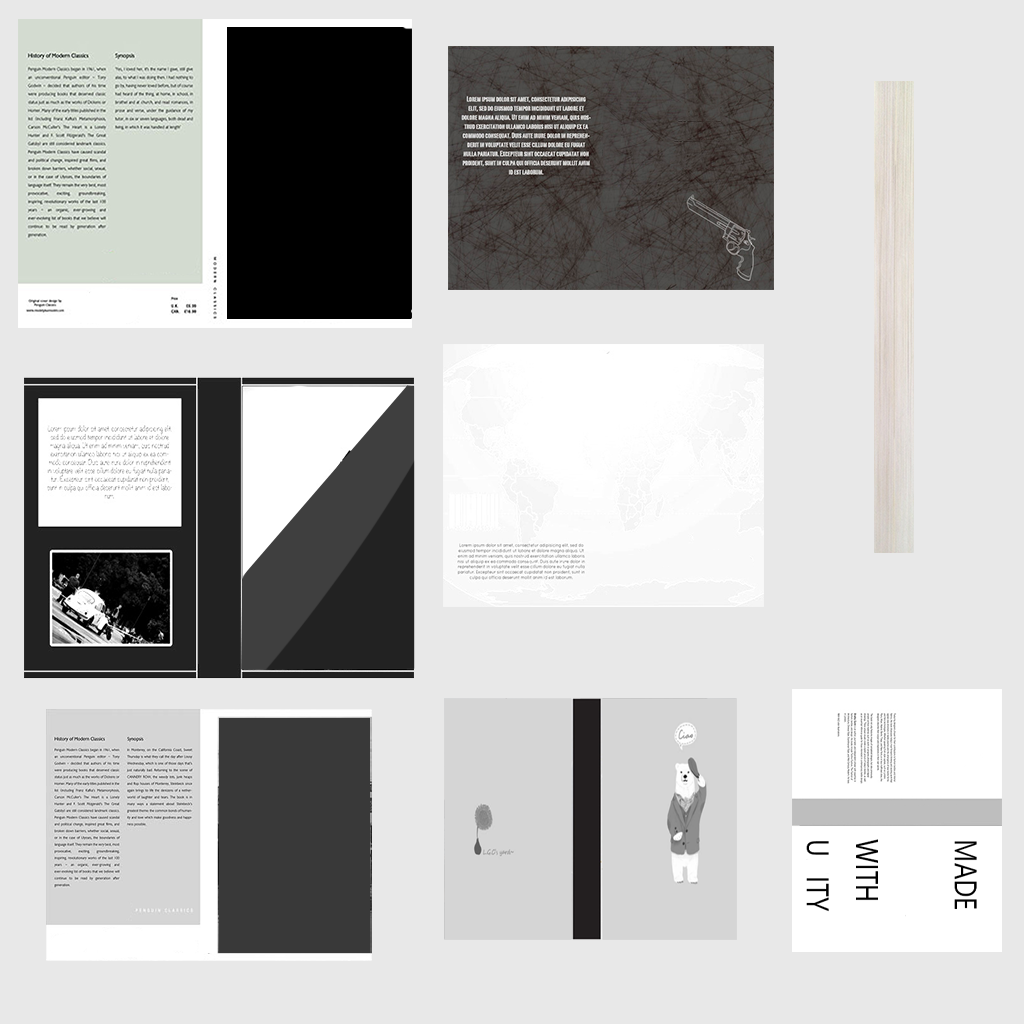 History of Modern Classics
Penguin Modern Classics began in 1961, when
an unconventional Penguin editor – Tony
Godwin – decided that authors of his time
were producing books that deserved classic
status just as much as the works of Dickens or
Homer. Many of the early titles published in the
list (including Franz Kafka's Metamorphosis,
Carson McCuller's The Heart is a Lonely
Hunter and F. Scott Fitzgerald's The Great
Gatsby) are still considered landmark classics.
Penguin Modern Classics have caused scandal
and political change, inspired great films, and
broken down barriers, whether social, sexual,
or in the case of Ulysses, the boundaries of
language itself. They remain the very best, most
provocative, exciting, groundbreaking,
inspiring, revolutionary works of the last 100
years – an organic, ever-growing and
ever-evolving list of books that we believe will
continue to be read by generation after
generation.
Synopsis
'Yes, I loved her, it's the name I gave, still give
also, to what I was doing then. I had nothing to
go by, having never loved before, but of course
had heard of the thing, at home, in school, in
brothel and at church, and read romances, in
prose and verse, under the guidance of my
tutor, in six or seven languages, both dead and
living, in which it was handled at length'
Original cover design by
Penguin Classics
Price
U.K. £8.99
CAN. £16.99
MODERN CLASSICS
LOREM IPSUM DOLOR SIT AMET, CONSECTETUR ADIPISICING
ELIT, SED DO EIUSMOD TEMPOR INCIDIDUNT UT LABORE ET
DOLORE MAGNA ALIQUA. UT ENIM AD MINIM VENIAM, QUIS NOS-
TRUD EXERCITATION ULLAMCO LABORIS NISI UT ALIQUIP EX EA
COMMODO CONSEQUAT. DUIS AUTE IRURE DOLOR IN REPREHEN-
DERIT IN VOLUPTATE VELIT ESSE CILLUM DOLORE EU FUGIAT
NULLA PARIATUR. EXCEPTEUR SINT OCCAECAT CUPIDATAT NON
PROIDENT, SUNT IN CULPA QUI OFFICIA DESERUNT MOLLIT ANIM
ID EST LABORUM.
Lorem ipsum dolor sit amet, consectetur adipisicing elit,
sed do eiusmod tempor incididunt ut labore et dolore
magna aliqua. Ut enim ad minim veniam, quis nostrud
exercitation ullamco laboris nisi ut aliquip ex ea com-
modo consequat. Duis aute irure dolor in reprehenderit
in voluptate velit esse cillum dolore eu fugiat nulla paria-
tur. Excepteur sint occaecat cupidatat non proident,
sunt in culpa qui officia deserunt mollit anim id est labo-
rum.
Lorem ipsum dolor sit amet, consectetur adipisicing elit, sed do
eiusmod tempor incididunt ut labore et dolore magna aliqua. Ut
enim ad minim veniam, quis nostrud exercitation ullamco laboris
nisi ut aliquip ex ea commodo consequat. Duis aute irure dolor in
reprehenderit in voluptate velit esse cillum dolore eu fugiat nulla
pariatur. Excepteur sint occaecat cupidatat non proident, sunt in
culpa qui officia deserunt mollit anim id est laborum.
History of Modern Classics
Penguin Modern Classics began in 1961, when
an unconventional Penguin editor – Tony
Godwin – decided that authors of his time
were producing books that deserved classic
status just as much as the works of Dickens or
Homer. Many of the early titles published in the
list (including Franz Kafka's Metamorphosis,
Carson McCuller's The Heart is a Lonely
Hunter and F. Scott Fitzgerald's The Great
Gatsby) are still considered landmark classics.
Penguin Modern Classics have caused scandal
and political change, inspired great films, and
broken down barriers, whether social, sexual,
or in the case of Ulysses, the boundaries of
language itself. They remain the very best, most
provocative, exciting, groundbreaking,
inspiring, revolutionary works of the last 100
years – an organic, ever-growing and
ever-evolving list of books that we believe will
continue to be read by generation after
generation.
Synopsis
In Monterey, on the California Coast, Sweet
Thursday is what they call the day after Lousy
Wednesday, which is one of those days that's
just naturally bad. Returning to the scene of
CANNERY ROW, the weedy lots, junk heaps
and flop houses of Monterey, Steinbeck once
again brings to life the denizens of a nether-
world of laughter and tears. The book is in
many ways a statement about Steinbeck's
greatest theme: the common bonds of human-
ity and love which make goodness and happi-
ness possible.
PENGUIN CLASSICS
Ciao
MADE
WITH
U ITY